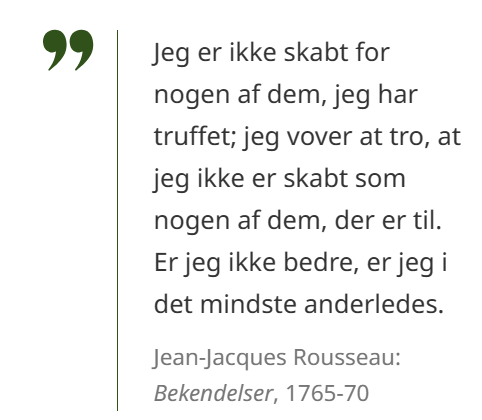 ”
Jeg er ikke skabt for
nogen af dem, jeg har
truffet; jeg vover at tro, at
jeg ikke er skabt som
nogen af dem, der er til.
Er jeg ikke bedre, er jeg i
det mindste anderledes.
Jean-Jacques Rousseau:
Bekendelser, 1765-70